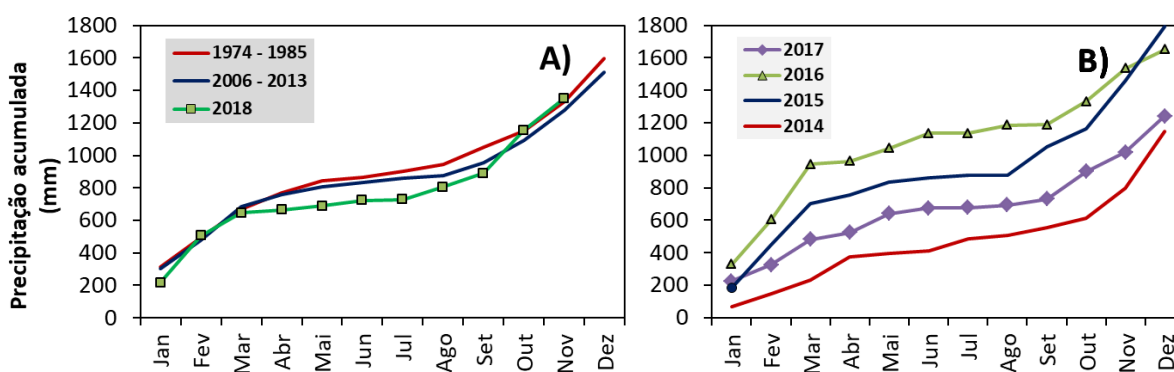 Precipitação acumulada
(mm)
1800
1600
1400
1200
1000
800
600
400
200
0
1974 - 1985
2006 - 2013
2018
A)
Jan
Fev
Mar
Abr
Mai
Jun
Jul
Ago
Set
Out
Nov
Dez
1800
1600
1400
1200
1000
800
600
400
200
0
2017
2016
2015
2014
B)
Jan
Fev
Mar
Abr
Mai
Jun
Jul
Ago
Set
Out
Nov
Dez